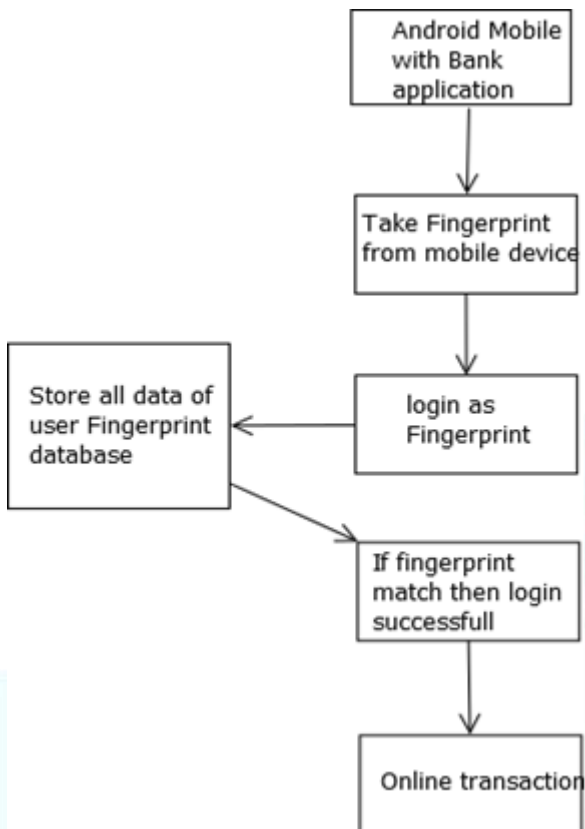 Android Mobile
with Bank
application
Take Fingerprint
from mobile device
login as
Fingerprint
Store all data of
user Fingerprint
database
If fingerprint
match then login
successfull
Online transaction